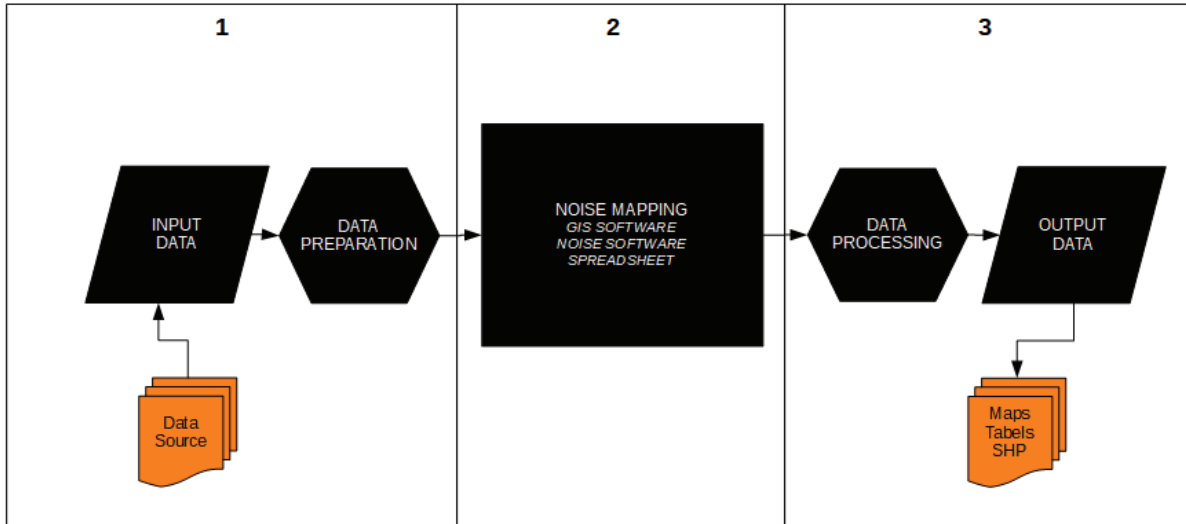 1
2
3
INPUT
DATA
DATA
PREPARATION
NOISE MAPPING
GIS SOFTWARE
NOISE SOFTWARE
SPREADSHEET
DATA
PROCESSING
OUTPUT
DATA
Data
Source
Maps
Tabels
SHP